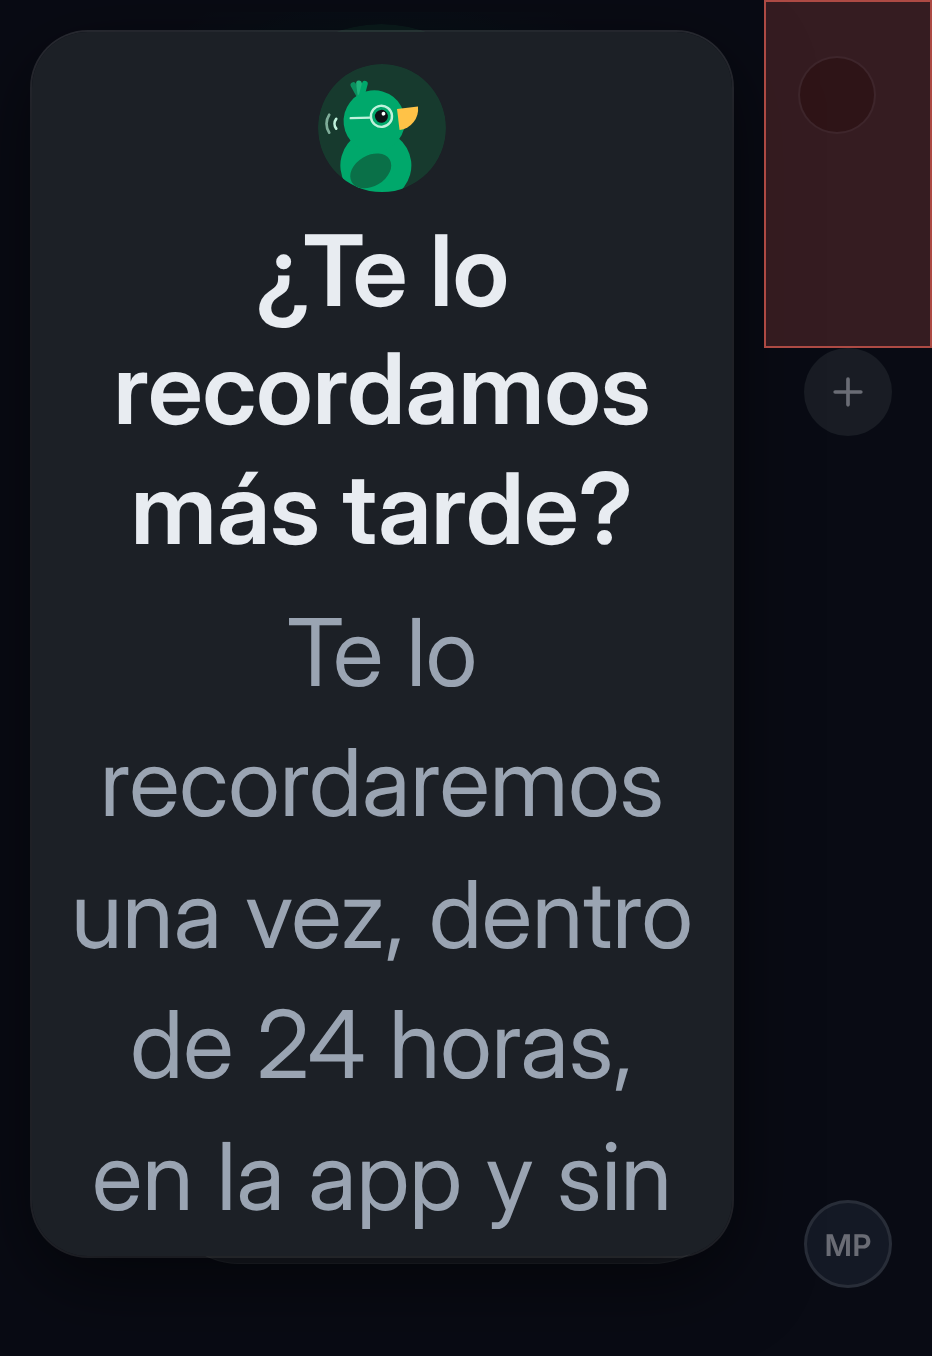 ¿Te lo
recordamos
más tarde?
Te lo
recordaremos
una vez, dentro
de 24 horas,
en la app y sin
MP